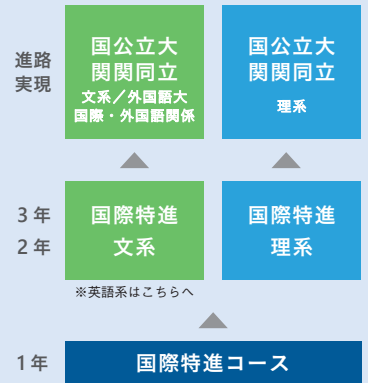 進路
実現
国公立大
関関同立
文系／外国語大
国際・外国語関係
国公立大
関関同立
理系
3年
2年
国際特進
文系
国際特進
理系
※英語系はこちらへ
1年
国際特進コース